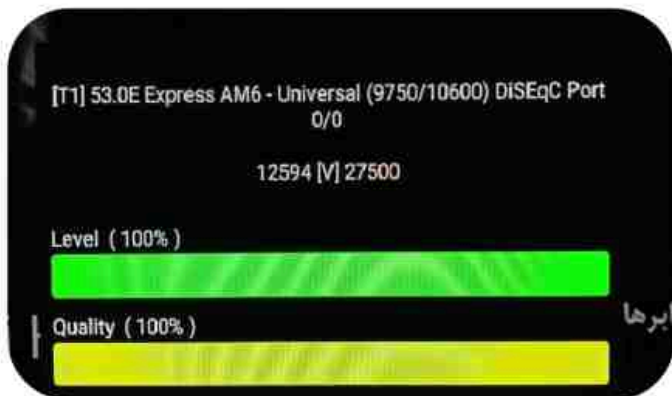 [T1] 53.0E Express AM6 - Universal (9750/10600) DiSEqC Port
0/0
12594 [V] 27500
Level ( 100% )
Quality ( 100% )